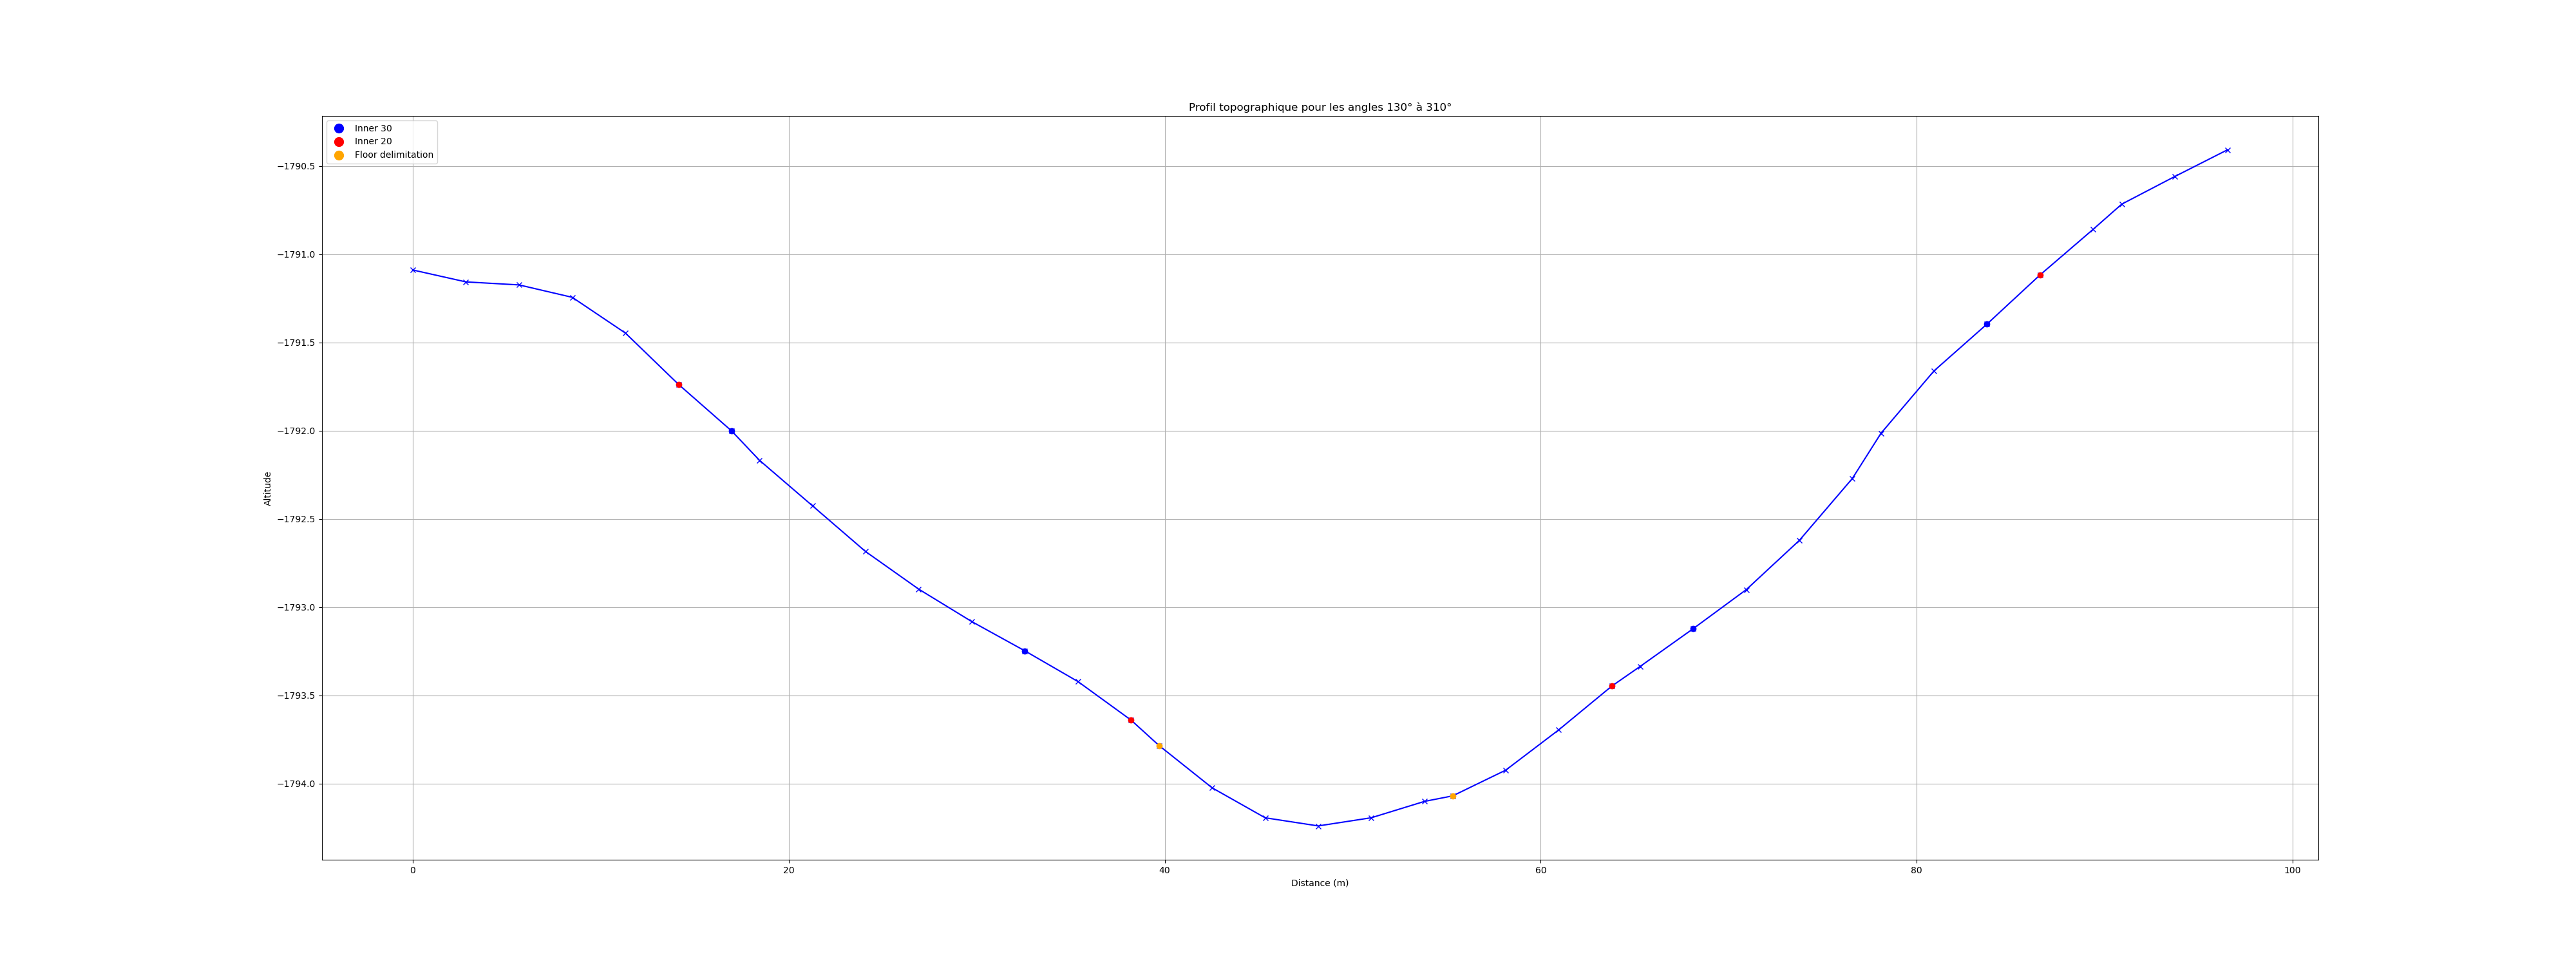 Profil topographique pour les angles 130° à 310°
Inner 30
Inner 20
Floor delimitation
−1790.5
−1791.0
−1791.5
−1792.0
−1792.5
−1793.0
−1793.5
−1794.0
Altitude
0 20 40 60 80 100
Distance (m)